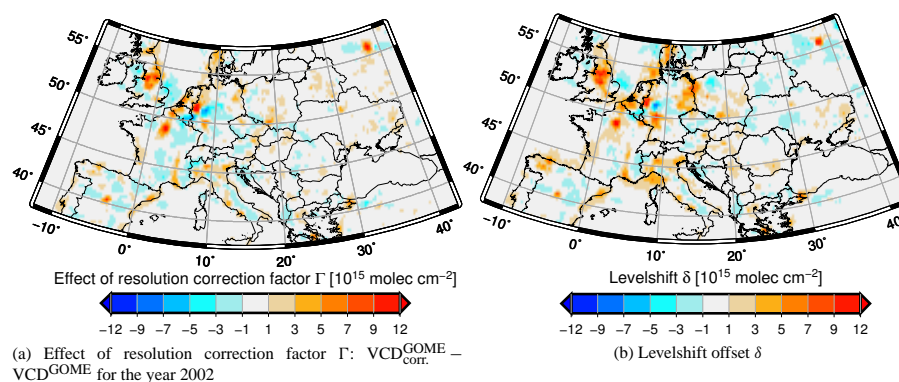 55°
50°
45°
40°
−10°
0°
10°
20°
30°
40°
Effect of resolution correction factor Γ [10¹⁵ molec cm⁻²]
−12 −9 −7 −5 −3 −1 1 3 5 7 9 12
(a) Effect of resolution correction factor Γ: VCD^GOME_corr. −
VCD^GOME for the year 2002
55°
50°
45°
40°
−10°
0°
10°
20°
30°
40°
Levelshift δ [10¹⁵ molec cm⁻²]
−12 −9 −7 −5 −3 −1 1 3 5 7 9 12
(b) Levelshift offset δ